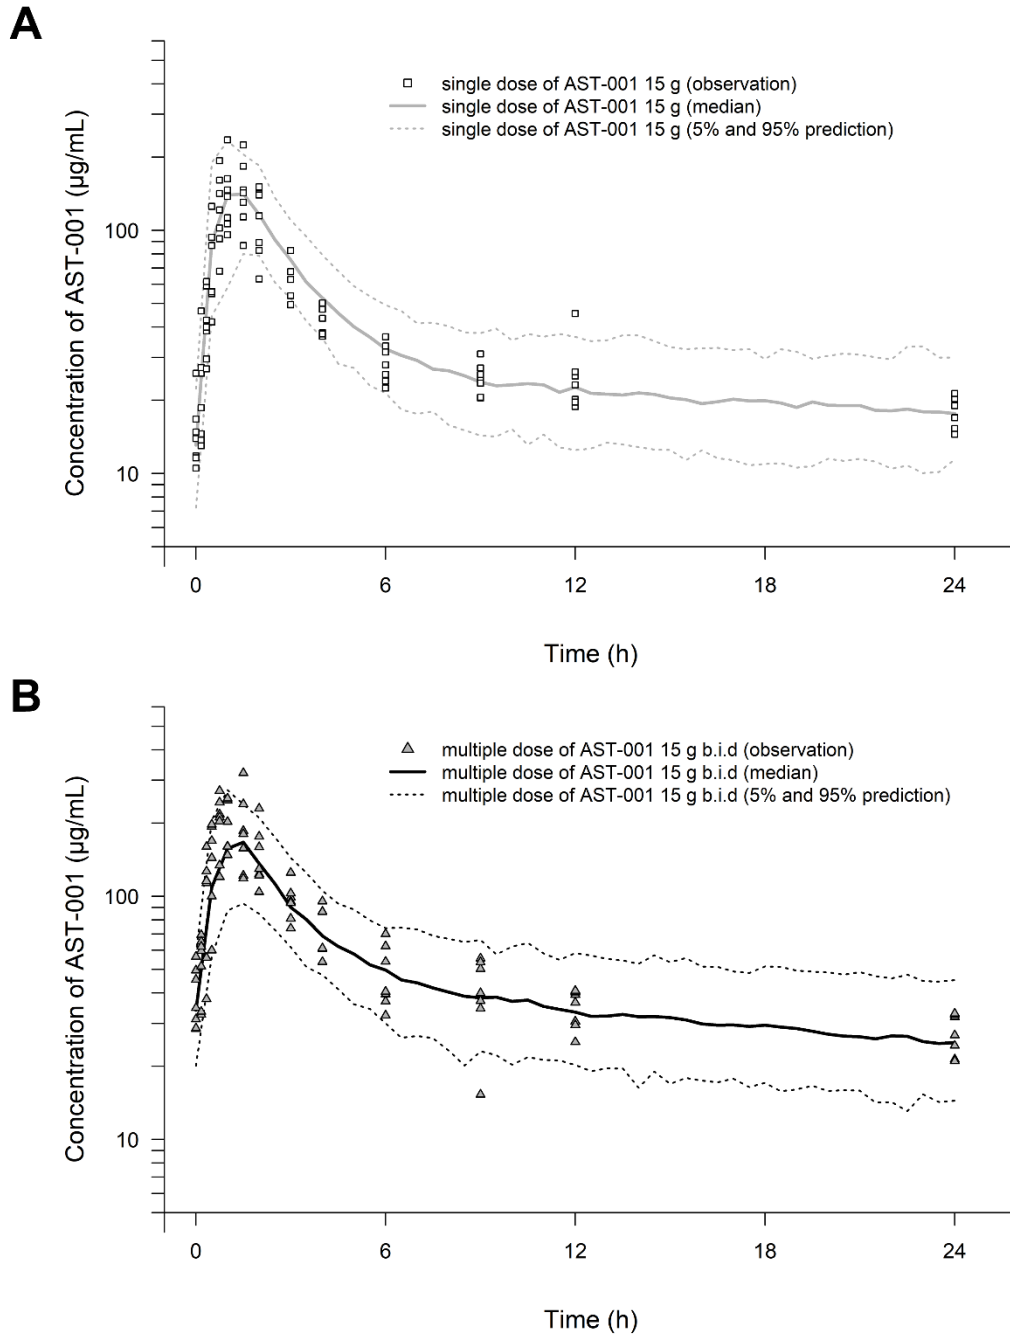 A
single dose of AST-001 15 g (observation)
single dose of AST-001 15 g (median)
single dose of AST-001 15 g (5% and 95% prediction)
Concentration of AST-001 (µg/mL)
100
10
0 6 12 18 24
Time (h)
B
multiple dose of AST-001 15 g b.i.d (observation)
multiple dose of AST-001 15 g b.i.d (median)
multiple dose of AST-001 15 g b.i.d (5% and 95% prediction)
Concentration of AST-001 (µg/mL)
100
10
0 6 12 18 24
Time (h)